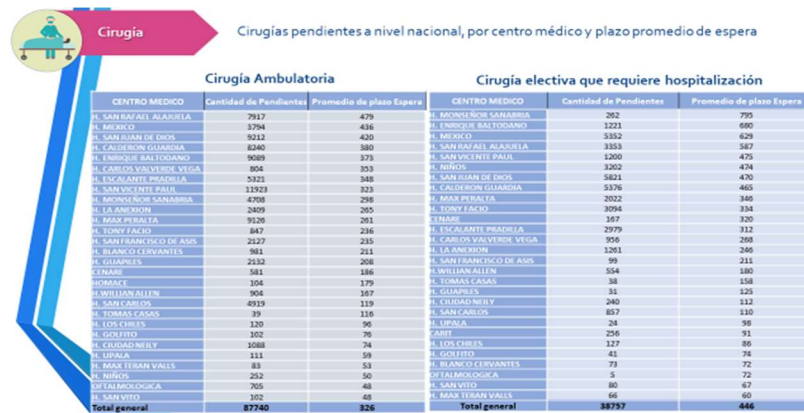 Cirugía
Cirugías pendientes a nivel nacional, por centro médico y plazo promedio de espera
Cirugía Ambulatoria
CENTRO MEDICO Cantidad de Pendientes Promedio de plazo Espera
H. SAN RAFAEL ALAJUELA 7917 479
H. MEXICO 3794 436
H. SAN JUAN DE DIOS 9212 420
H. CALDERON GUARDIA 8240 380
H. ENRIQUE BALTODANO 9089 373
H. CARLOS VALVERDE VEGA 804 353
H. ESCALANTE PRADILLA 5321 348
H. SAN VICENTE PAUL 11923 323
H. MONSEÑOR SANABRIA 4708 298
H. LA ANEXION 2409 265
H. MAX PERALTA 9126 261
H. TONY FACIO 847 236
H. SAN FRANCISCO DE ASIS 2127 235
H. BLANCO CERVANTES 981 211
H. GUAPILES 2132 208
CENARE 581 186
HOMACE 104 179
H.WILLIAN ALLEN 904 167
H. SAN CARLOS 4919 119
H. TOMAS CASAS 39 116
H. LOS CHILES 120 96
H. GOLFITO 102 76
H. CIUDAD NEILY 1088 74
H. UPALA 111 59
H. MAX TERAN VALLS 83 53
H. NIÑOS 252 50
OFTALMOLOGICA 705 48
H. SAN VITO 102 48
Total general 87740 326
Cirugía electiva que requiere hospitalización
CENTRO MEDICO Cantidad de Pendientes Promedio de plazo Espera
H. MONSEÑOR SANABRIA 262 795
H. ENRIQUE BALTODANO 1221 680
H. MEXICO 5352 629
H. SAN RAFAEL ALAJUELA 3353 587
H. SAN VICENTE PAUL 1200 475
H. NIÑOS 3202 474
H. SAN JUAN DE DIOS 5821 470
H. CALDERON GUARDIA 5376 465
H. MAX PERALTA 2022 346
H. TONY FACIO 3094 334
CENARE 167 320
H. ESCALANTE PRADILLA 2979 312
H. CARLOS VALVERDE VEGA 956 268
H. LA ANEXION 1261 246
H. SAN FRANCISCO DE ASIS 99 211
H.WILLIAN ALLEN 554 180
H. TOMAS CASAS 38 158
H. GUAPILES 31 125
H. CIUDAD NEILY 240 112
H. SAN CARLOS 857 110
H. UPALA 24 98
CARIT 256 91
H. LOS CHILES 127 86
H. GOLFITO 41 74
H. BLANCO CERVANTES 73 72
OFTALMOLOGICA 5 72
H. SAN VITO 80 67
H. MAX TERAN VALLS 66 60
Total general 38757 446